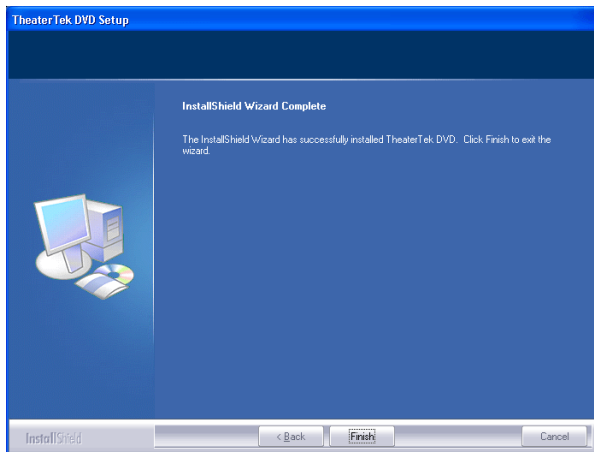 TheaterTek DVD Setup
InstallShield Wizard Complete
The InstallShield Wizard has successfully installed TheaterTek DVD. Click Finish to exit the
wizard.
InstallShield
< Back Finish Cancel